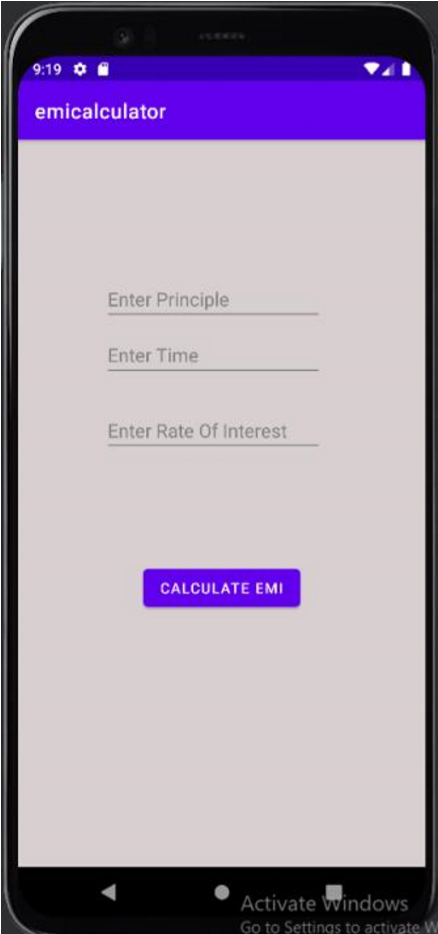 9:19
emicalculator
Enter Principle
Enter Time
Enter Rate Of Interest
CALCULATE EMI
Activate Windows
Go to Settings to activate W